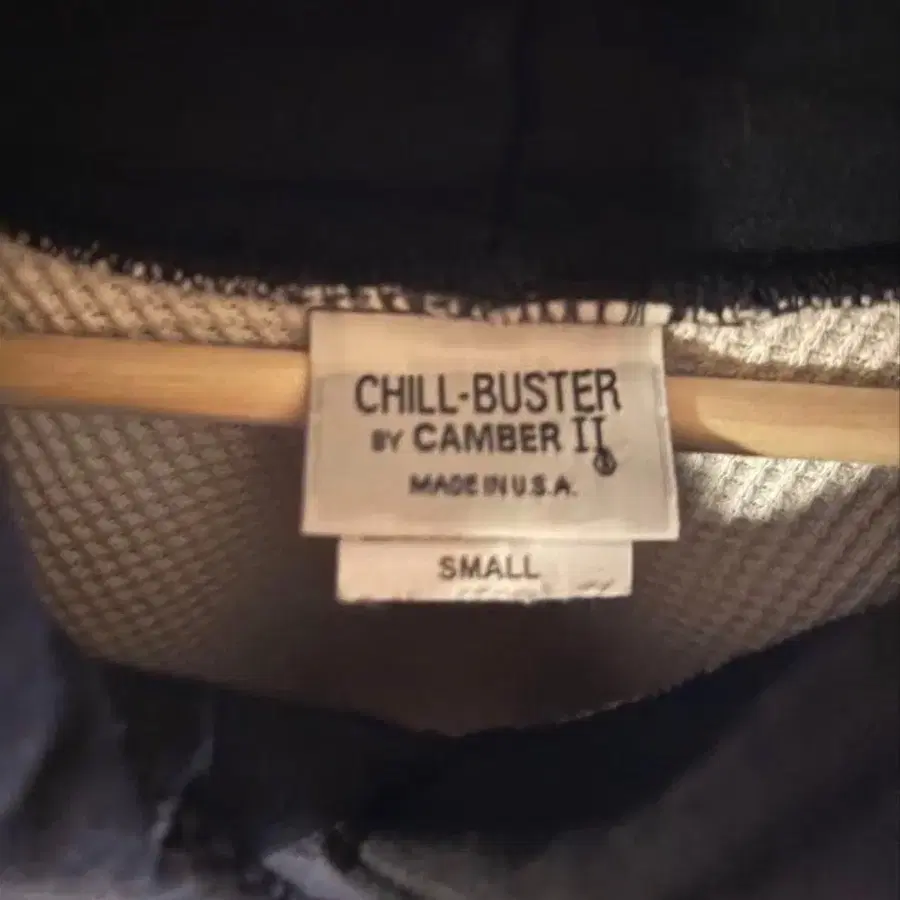 CHILL-BUSTER
BY CAMBER II®
MADE IN U.S.A.
SMALL